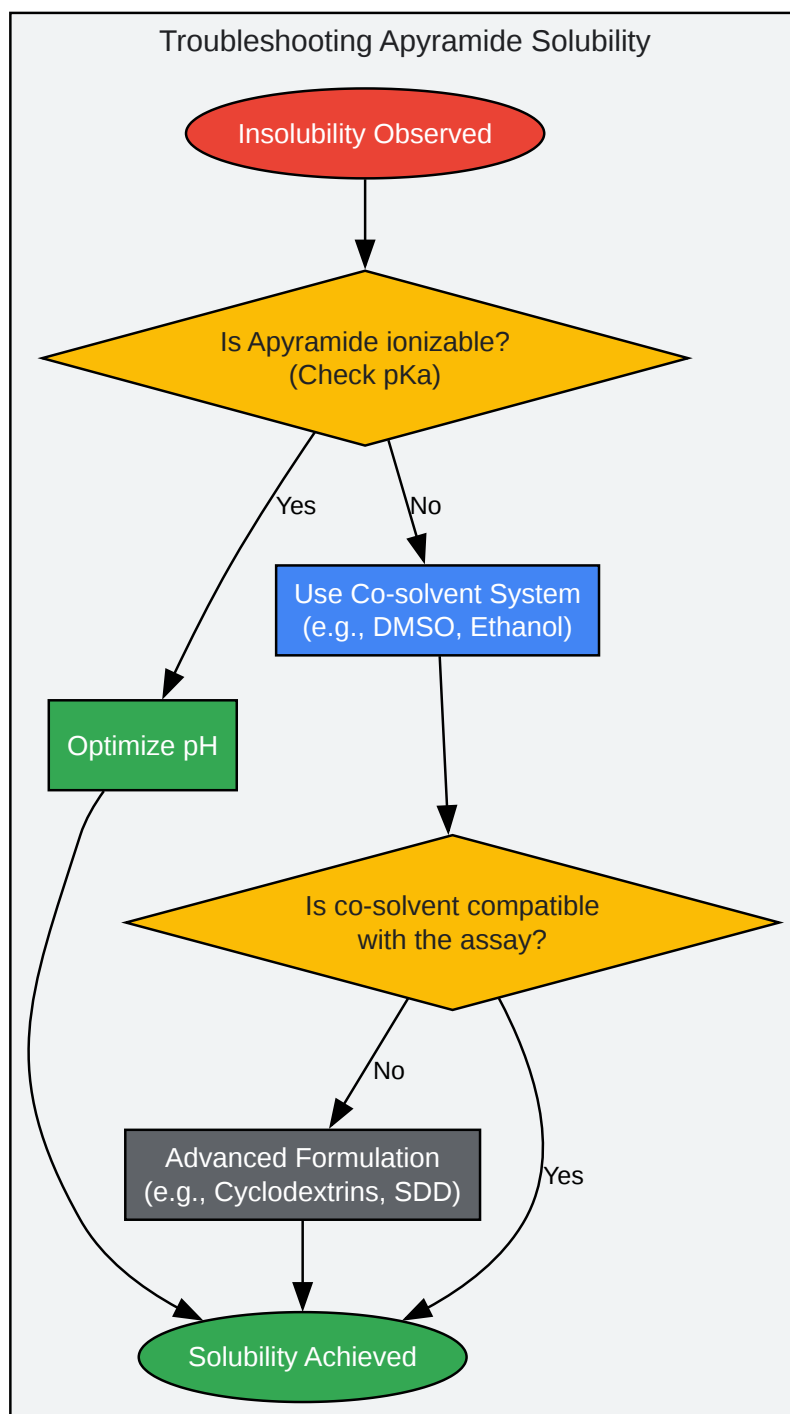 Troubleshooting Apyramide Solubility
Insolubility Observed
Is Apyramide ionizable?
(Check pKa)
Yes
No
Use Co-solvent System
(e.g., DMSO, Ethanol)
Optimize pH
Is co-solvent compatible
with the assay?
No
Advanced Formulation
(e.g., Cyclodextrins, SDD)
Yes
Solubility Achieved